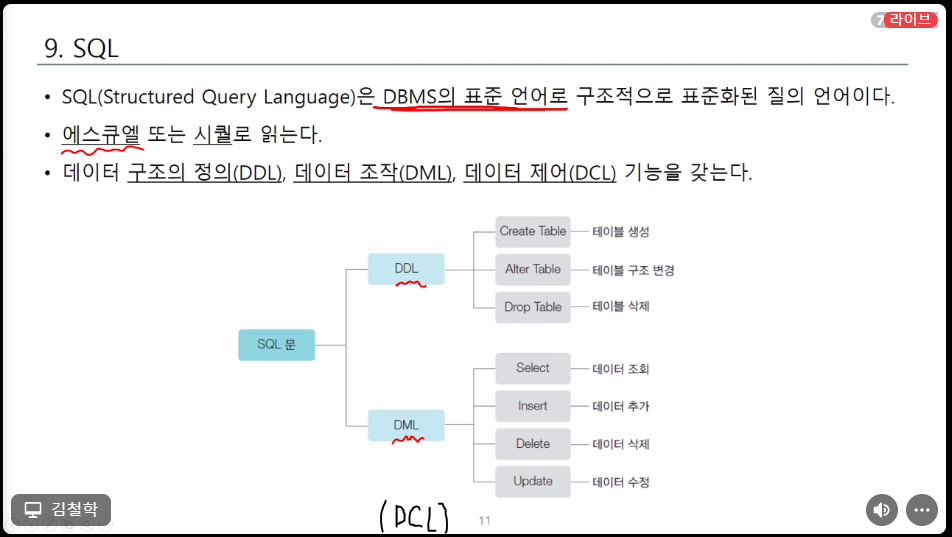 7 라이브
9. SQL
• SQL(Structured Query Language)은 DBMS의 표준 언어로 구조적으로 표준화된 질의 언어이다.
• 에스큐엘 또는 시퀄로 읽는다.
• 데이터 구조의 정의(DDL), 데이터 조작(DML), 데이터 제어(DCL) 기능을 갖는다.
Create Table 테이블 생성
DDL Alter Table 테이블 구조 변경
Drop Table 테이블 삭제
SQL 문
Select 데이터 조회
Insert 데이터 추가
DML
Delete 데이터 삭제
Update 데이터 수정
김철학
(DCL) 11